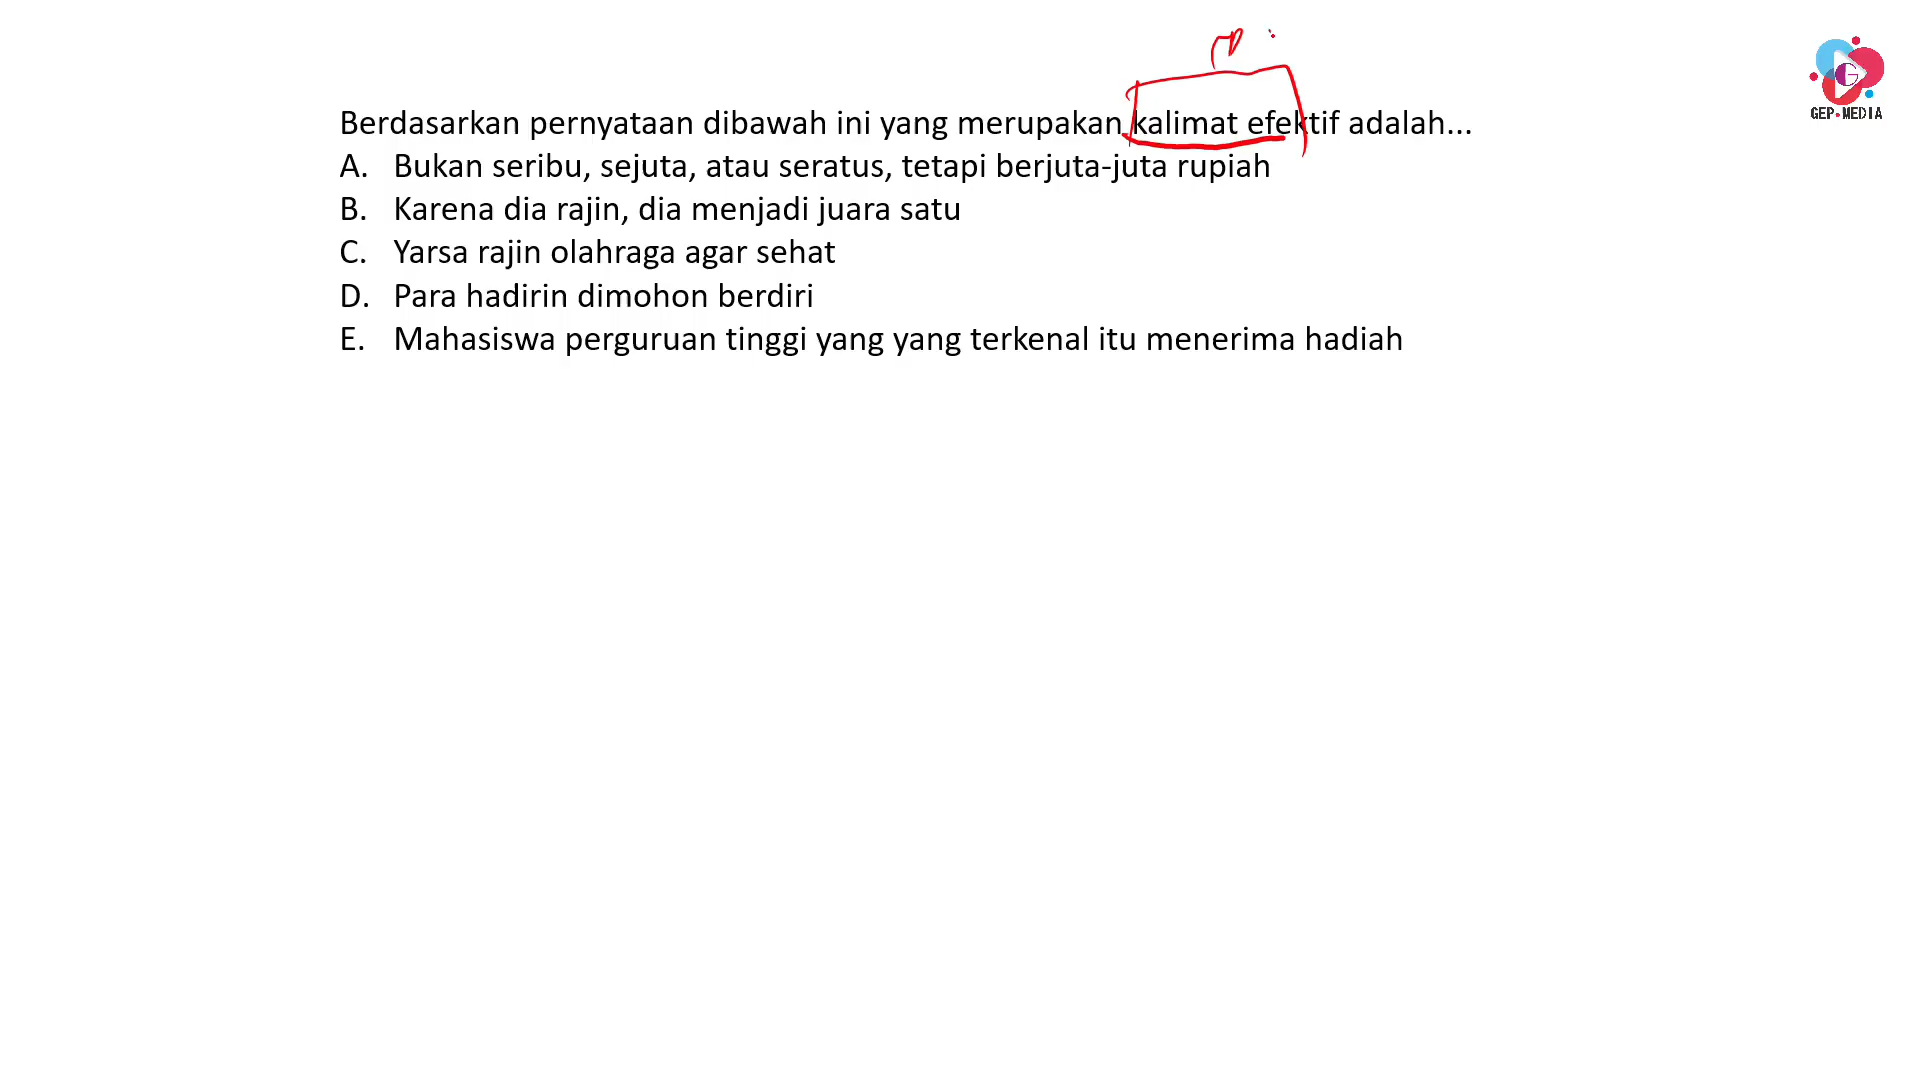 Berdasarkan pernyataan dibawah ini yang merupakan kalimat efektif adalah...
A. Bukan seribu, sejuta, atau seratus, tetapi berjuta-juta rupiah
B. Karena dia rajin, dia menjadi juara satu
C. Yarsa rajin olahraga agar sehat
D. Para hadirin dimohon berdiri
E. Mahasiswa perguruan tinggi yang yang terkenal itu menerima hadiah
G
GEP•MEDIA